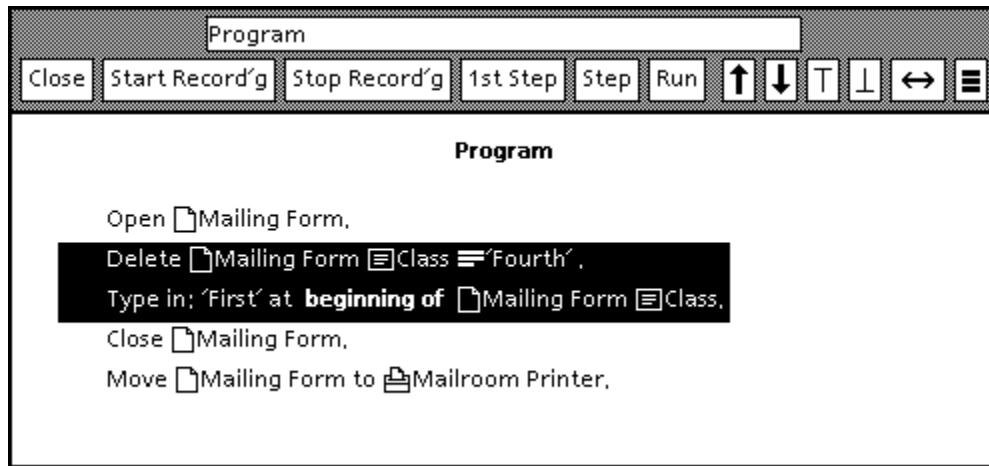 Program
Close Start Record´g Stop Record´g 1st Step Step Run
Program
Open Mailing Form.
Delete Mailing Form Class ´Fourth´ .
Type in: ´First´ at beginning of Mailing Form Class.
Close Mailing Form.
Move Mailing Form to Mailroom Printer.